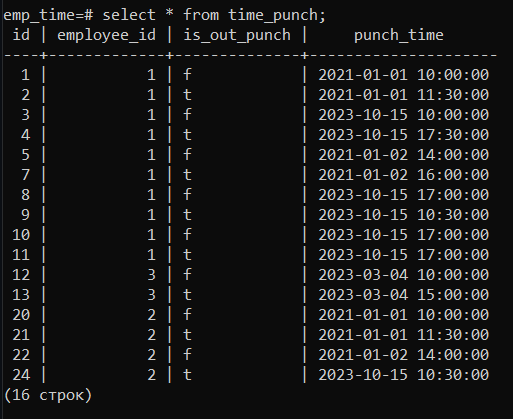 emp_time=# select * from time_punch;
 id | employee_id | is_out_punch |     punch_time
----+-------------+--------------+---------------------
  1 |           1 | f            | 2021-01-01 10:00:00
  2 |           1 | t            | 2021-01-01 11:30:00
  3 |           1 | f            | 2023-10-15 10:00:00
  4 |           1 | t            | 2023-10-15 17:30:00
  5 |           1 | f            | 2021-01-02 14:00:00
  7 |           1 | t            | 2021-01-02 16:00:00
  8 |           1 | f            | 2023-10-15 17:00:00
  9 |           1 | t            | 2023-10-15 10:30:00
 10 |           1 | f            | 2023-10-15 17:00:00
 11 |           1 | t            | 2023-10-15 17:00:00
 12 |           3 | f            | 2023-03-04 10:00:00
 13 |           3 | t            | 2023-03-04 15:00:00
 20 |           2 | f            | 2021-01-01 10:00:00
 21 |           2 | t            | 2021-01-01 11:30:00
 22 |           2 | f            | 2021-01-02 14:00:00
 24 |           2 | t            | 2023-10-15 10:30:00
(16 строк)